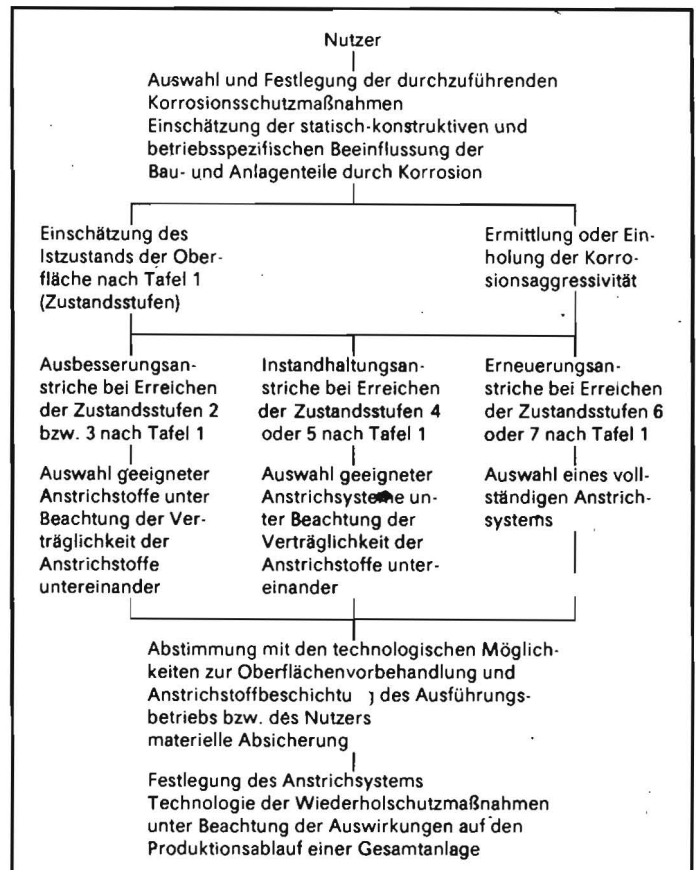 Nutzer
Auswahl und Festlegung der durchzuführenden
Korrosionsschutzmaßnahmen
Einschätzung der statisch-konstruktiven und
betriebsspezifischen Beeinflussung der
Bau- und Anlagenteile durch Korrosion
Einschätzung des
Istzustands der Ober-
fläche nach Tafel 1
(Zustandsstufen)
Ermittlung oder Ein-
holung der Korro-
sionsaggressivität
Ausbesserungsan-
striche bei Erreichen
der Zustandsstufen 2
bzw. 3 nach Tafel 1
Instandhaltungsan-
striche bei Erreichen
der Zustandsstufen 4
oder 5 nach Tafel 1
Erneuerungsan-
striche bei Erreichen
der Zustandsstufen 6
oder 7 nach Tafel 1
Auswahl geeigneter
Anstrichstoffe unter
Beachtung der Ver-
träglichkeit der
Anstrichstoffe
untereinander
Auswahl geeigneter
Anstrichsysteme un-
ter Beachtung der
Verträglichkeit der
Anstrichstoffe unter-
einander
Auswahl eines voll-
ständigen Anstrich-
systems
Abstimmung mit den technologischen Möglich-
keiten zur Oberflächenvorbehandlung und
des Ausführungs-
betriebs bzw. des Nutzers
materielle Absicherung
Festlegung des Anstrichsystems
Technologie der Wiederholschutzmaßnahmen
unter Beachtung der Auswirkungen auf den
Produktionsablauf einer Gesamtanlage